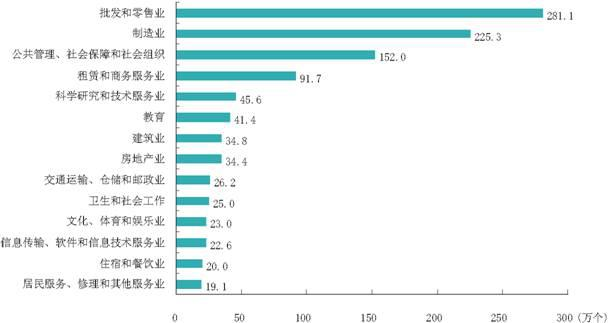 批发和零售业 281.1
制造业 225.3
公共管理、社会保障和社会组织 152.0
租赁和商务服务业 91.7
科学研究和技术服务业 45.6
教育 41.4
建筑业 34.8
房地产业 34.4
交通运输、仓储和邮政业 26.2
卫生和社会工作 25.0
文化、体育和娱乐业 23.0
信息传输、软件和信息技术服务业 22.6
住宿和餐饮业 20.0
居民服务、修理和其他服务业 19.1
0 50 100 150 200 250 300 (万个)